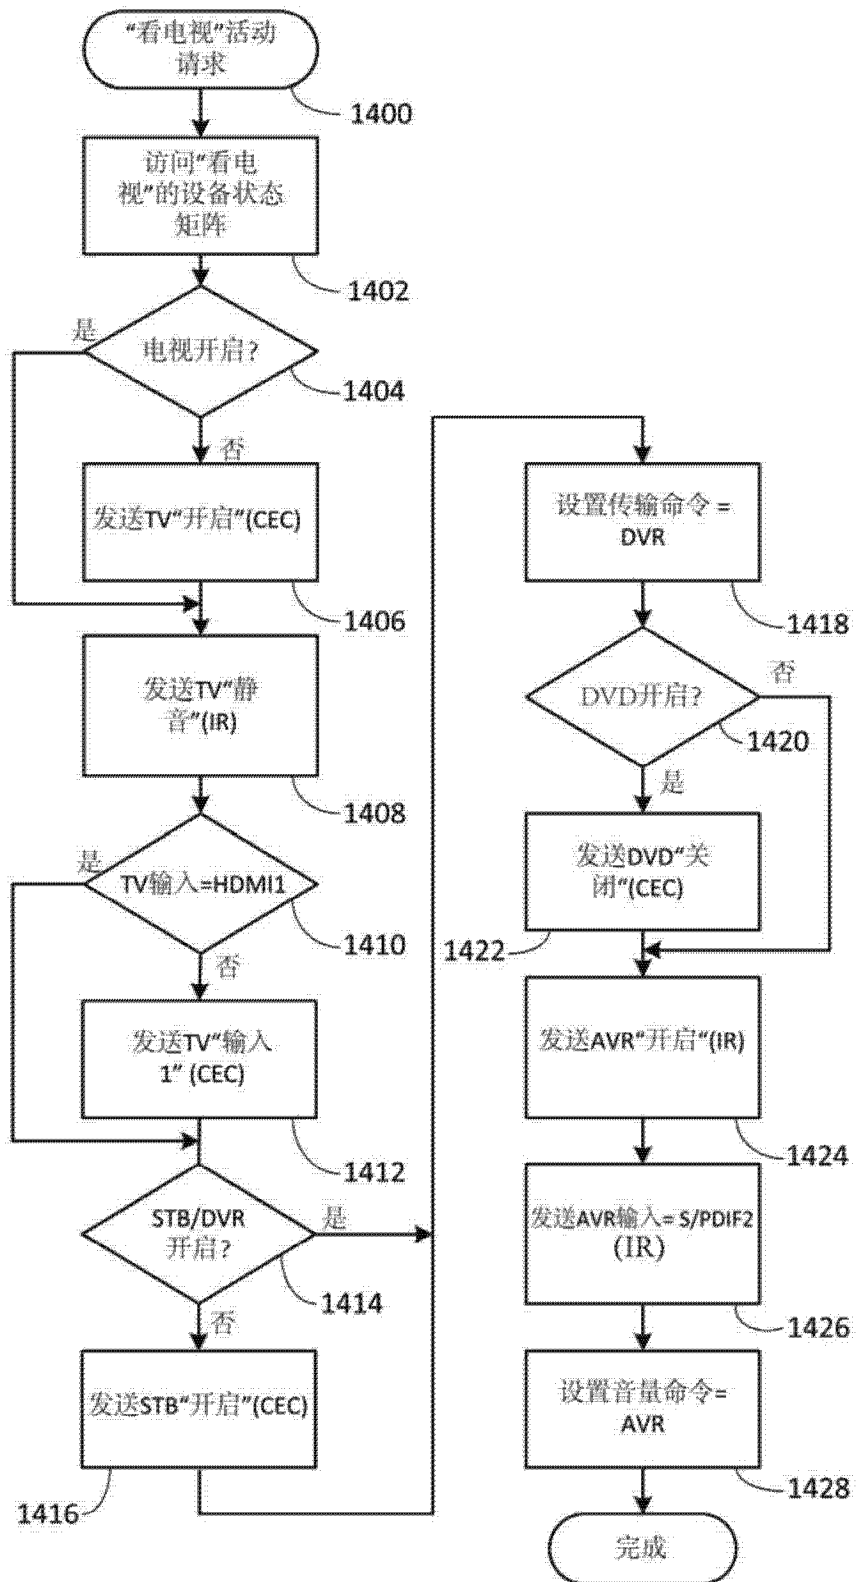 “看电视”活动
请求
1400
访问“看电
视”的设备状态
矩阵
1402
是
电视开启?
1404
否
发送TV“开启”(CEC)
1406
发送TV“静
音”(IR)
1408
是
TV 输入=HDMI1
1410
否
发送TV“输入
1” (CEC)
1412
STB/DVR
开启?
是
1414
否
发送STB“开启”(CEC)
1416
设置传输命令 =
DVR
1418
DVD开启?
否
1420
是
发送DVD“关
闭“(CEC)
1422
发送AVR“开启“(IR)
1424
发送AVR输入= S/PDIF2
(IR)
1426
设置音量命令=
AVR
1428
完成